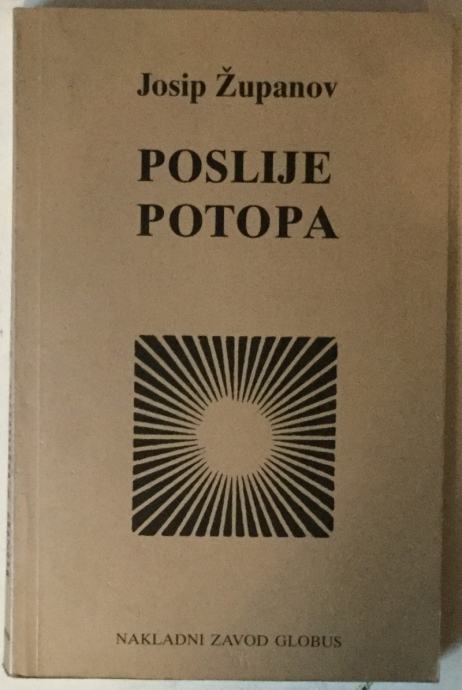 Josip Županov
POSLIJE
POTOPA
NAKLADNI ZAVOD GLOBUS